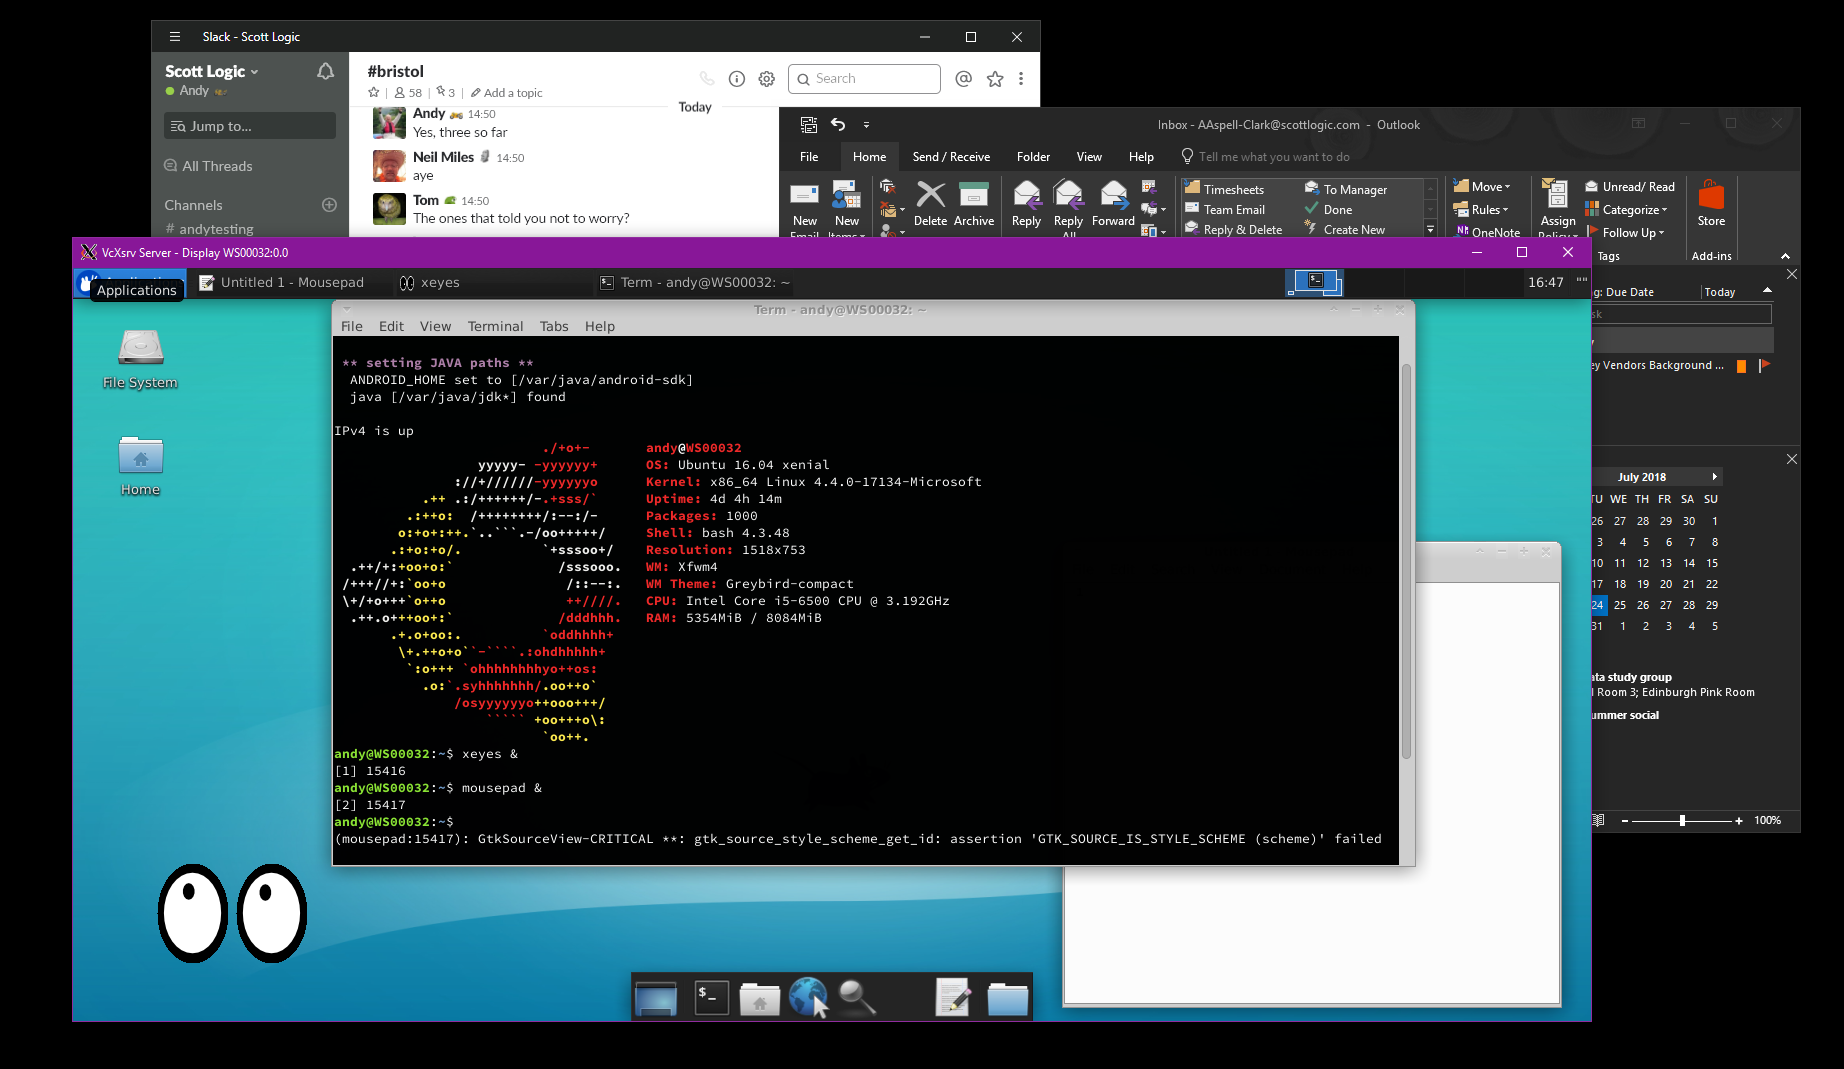 Slack - Scott Logic
Scott Logic
Andy
Jump to...
All Threads
Channels
# andytesting
#bristol
58
3
Add a topic
Search
Today
Andy 14:50
Yes, three so far
Neil Miles 14:50
aye
Tom 14:50
The ones that told you not to worry?
Inbox - AAspell-Clark@scottlogic.com - Outlook
File Home Send / Receive Folder View Help Tell me what you want to do
New
New
Items
Delete
Archive
Reply
Reply
All
Forward
Timesheets
Team Email
Reply & Delete
To Manager
Done
Create New
Move
Rules
OneNote
Assign
Policy
Unread/ Read
Categorize
Follow Up
Tags
Store
Add-ins
VcXsrv Server - Display WS00032:0.0
Applications
Untitled 1 - Mousepad
xeyes
Term - andy@WS00032: ~
16:47
File System
Home
Term - andy@WS00032: ~
File Edit View Terminal Tabs Help
** setting JAVA paths **
ANDROID_HOME set to [/var/java/android-sdk]
java [/var/java/jdk*] found
IPv4 is up
./+o+- andy@WS00032
yyyyy- -yyyyyy+ OS: Ubuntu 16.04 xenial
://+//////-yyyyyyo Kernel: x86_64 Linux 4.4.0-17134-Microsoft
.++ .:/++++++/-.+sss/` Uptime: 4d 4h 14m
.:++o: /++++++++/:--:/- Packages: 1000
o:+o+:++.`..```.-/oo+++++/ Shell: bash 4.3.48
.:+o:+o/. `+sssoo+/ Resolution: 1518x753
.++/+:+oo+o:` /sssooo. WM: Xfwm4
/+++//+:`oo+o /::--:. WM Theme: Greybird-compact
\+/+o+++`o++o ++////. CPU: Intel Core i5-6500 CPU @ 3.192GHz
.++.o+++oo+:` /dddhhh. RAM: 5354MiB / 8084MiB
.+.o+oo:. `oddhhhh+
\+.++o+o``-````.:ohdhhhhh+
`:o+++ `ohhhhhhhhyo++os:
.o:`.syhhhhhhh/.oo++o`
/osyyyyyyo++ooo+++/
````` +oo+++o\:
`oo++.
andy@WS00032:~$ xeyes &
[1] 15416
andy@WS00032:~$ mousepad &
[2] 15417
andy@WS00032:~$
(mousepad:15417): GtkSourceView-CRITICAL **: gtk_source_style_scheme_get_id: assertion 'GTK_SOURCE_IS_STYLE_SCHEME (scheme)' failed
g: Due Date Today
sk
ey Vendors Background ...
July 2018
TU WE TH FR SA SU
26 27 28 29 30 1
3 4 5 6 7 8
10 11 12 13 14 15
17 18 19 20 21 22
24 25 26 27 28 29
31 1 2 3 4 5
ata study group
Room 3; Edinburgh Pink Room
ummer social
100%